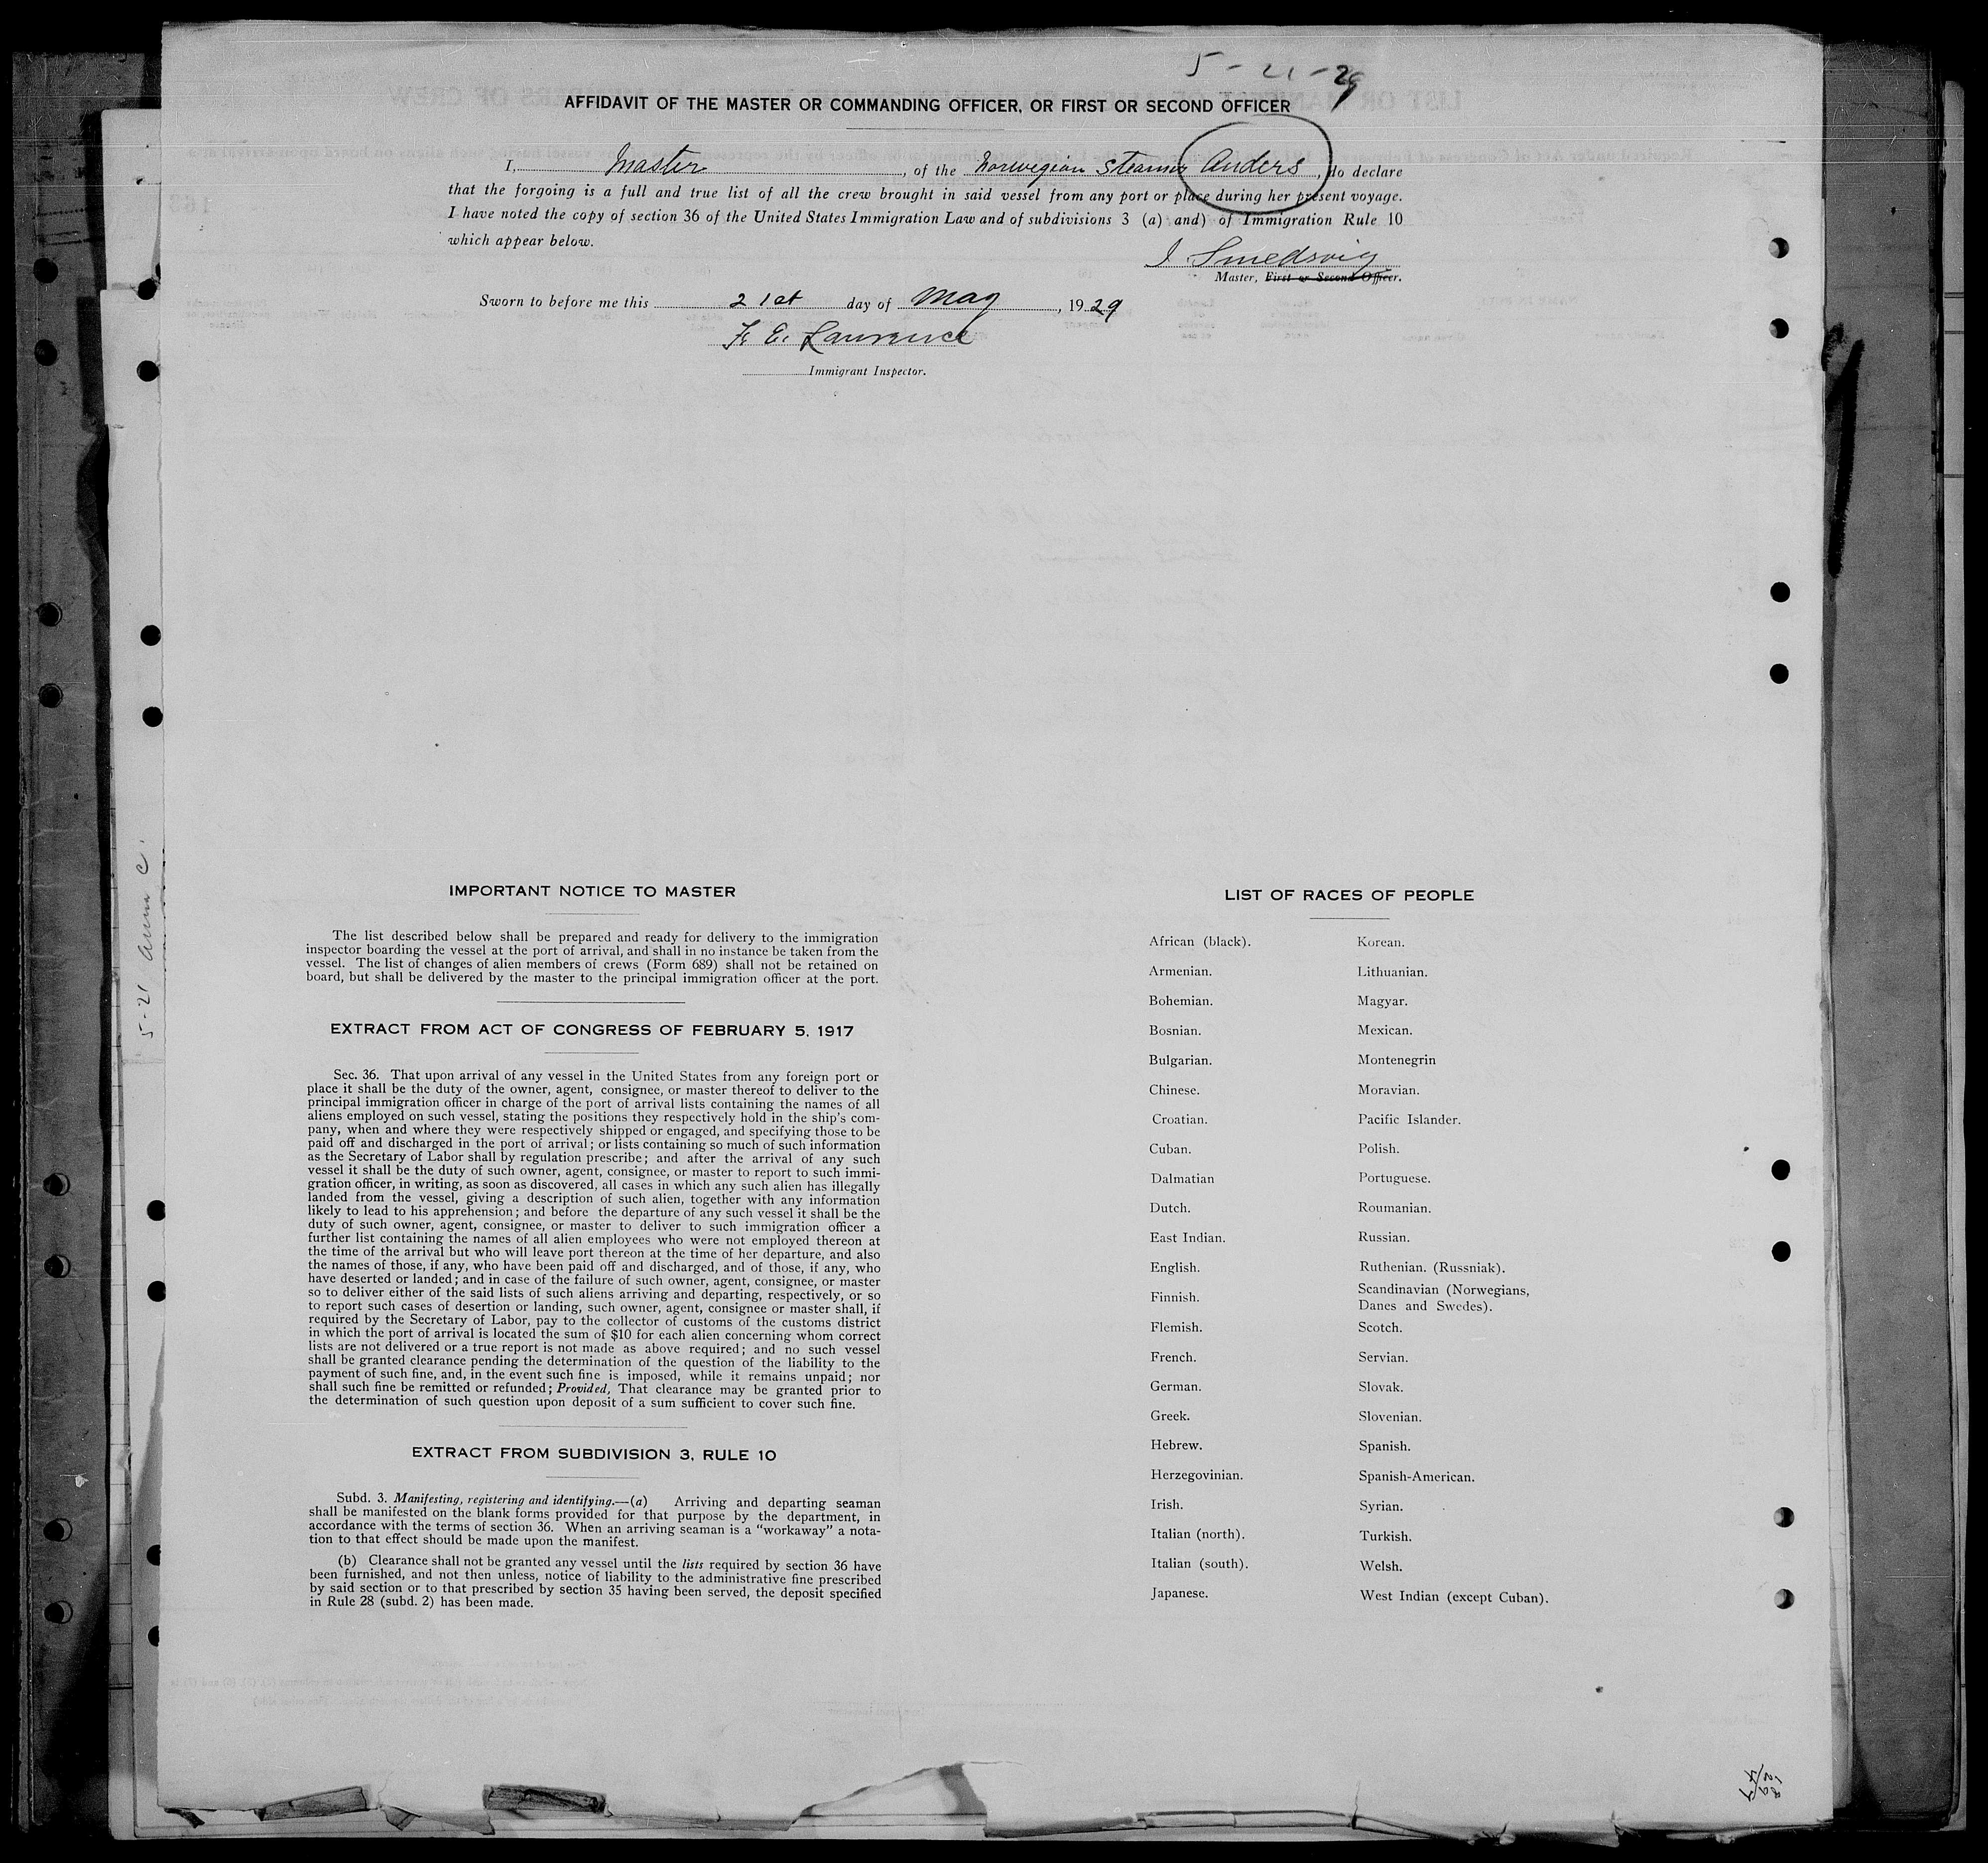 5-21-29
AFFIDAVIT OF THE MASTER OR COMMANDING OFFICER, OR FIRST OR SECOND OFFICER
I, Master, of the Norwegian Steamer Anders, do declare
that the forgoing is a full and true list of all the crew brought in said vessel from any port or place during her present voyage.
I have noted the copy of section 36 of the United States Immigration Law and of subdivisions 3 (a) and) of Immigration Rule 10
which appear below.
I. Smedsvig
Master, First or Second Officer.
Sworn to before me this 21st day of May, 1929
F. E. Lawrence
Immigrant Inspector.
5-21 Anna C.
IMPORTANT NOTICE TO MASTER
The list described below shall be prepared and ready for delivery to the immigration
inspector boarding the vessel at the port of arrival, and shall in no instance be taken from the
vessel. The list of changes of alien members of crews (Form 689) shall not be retained on
board, but shall be delivered by the master to the principal immigration officer at the port.
EXTRACT FROM ACT OF CONGRESS OF FEBRUARY 5, 1917
Sec. 36. That upon arrival of any vessel in the United States from any foreign port or
place it shall be the duty of the owner, agent, consignee, or master thereof to deliver to the
principal immigration officer in charge of the port of arrival lists containing the names of all
aliens employed on such vessel, stating the positions they respectively hold in the ship's com-
pany, when and where they were respectively shipped or engaged, and specifying those to be
paid off and discharged in the port of arrival; or lists containing so much of such information
as the Secretary of Labor shall by regulation prescribe; and after the arrival of any such
vessel it shall be the duty of such owner, agent, consignee, or master to report to such immi-
gration officer, in writing, as soon as discovered, all cases in which any such alien has illegally
landed from the vessel, giving a description of such alien, together with any information
likely to lead to his apprehension; and before the departure of any such vessel it shall be the
duty of such owner, agent, consignee, or master to deliver to such immigration officer a
further list containing the names of all alien employees who were not employed thereon at
the time of the arrival but who will leave port thereon at the time of her departure, and also
the names of those, if any, who have been paid off and discharged, and of those, if any, who
have deserted or landed; and in case of the failure of such owner, agent, consignee, or master
so to deliver either of the said lists of such aliens arriving and departing, respectively, or so
to report such cases of desertion or landing, such owner, agent, consignee or master shall, if
required by the Secretary of Labor, pay to the collector of customs of the customs district
in which the port of arrival is located the sum of $10 for each alien concerning whom correct
lists are not delivered or a true report is not made as above required; and no such vessel
shall be granted clearance pending the determination of the question of the liability to the
payment of such fine, and, in the event such fine is imposed, while it remains unpaid; nor
shall such fine be remitted or refunded; Provided, That clearance may be granted prior to
the determination of such question upon deposit of a sum sufficient to cover such fine.
EXTRACT FROM SUBDIVISION 3, RULE 10
Subd. 3. Manifesting, registering and identifying.—(a) Arriving and departing seaman
shall be manifested on the blank forms provided for that purpose by the department, in
accordance with the terms of section 36. When an arriving seaman is a "workaway" a nota-
tion to that effect should be made upon the manifest.
(b) Clearance shall not be granted any vessel until the lists required by section 36 have
been furnished, and not then unless, notice of liability to the administrative fine prescribed
by said section or to that prescribed by section 35 having been served, the deposit specified
in Rule 28 (subd. 2) has been made.
LIST OF RACES OF PEOPLE
African (black).
Armenian.
Bohemian.
Bosnian.
Bulgarian.
Chinese.
Croatian.
Cuban.
Dalmatian
Dutch.
East Indian.
English.
Finnish.
Flemish.
French.
German.
Greek.
Hebrew.
Herzegovinian.
Irish.
Italian (north).
Italian (south).
Japanese.
Korean.
Lithuanian.
Magyar.
Mexican.
Montenegrin
Moravian.
Pacific Islander.
Polish.
Portuguese.
Roumanian.
Russian.
Ruthenian. (Russniak).
Scandinavian (Norwegians,
Danes and Swedes).
Scotch.
Servian.
Slovak.
Slovenian.
Spanish.
Spanish-American.
Syrian.
Turkish.
Welsh.
West Indian (except Cuban).